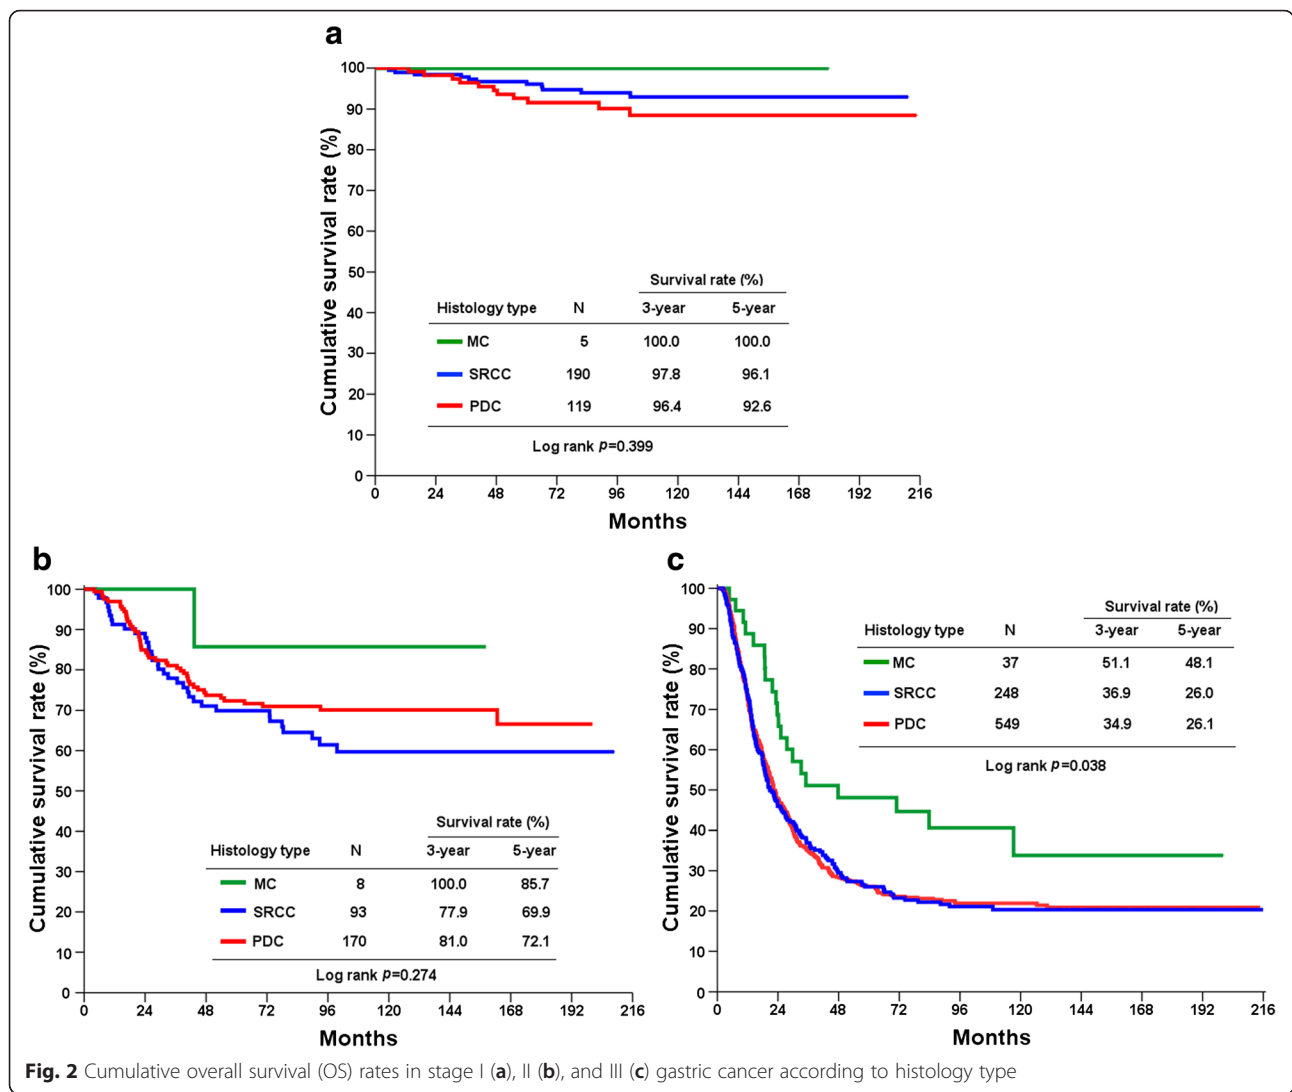 a
Cumulative survival rate (%)
100
90
80
70
60
50
40
30
20
10
0
0 24 48 72 96 120 144 168 192 216
Months
Survival rate (%)
Histology type N 3-year 5-year
MC 5 100.0 100.0
SRCC 190 97.8 96.1
PDC 119 96.4 92.6
Log rank p=0.399
b
Cumulative survival rate (%)
100
90
80
70
60
50
40
30
20
10
0
0 24 48 72 96 120 144 168 192 216
Months
Survival rate (%)
Histology type N 3-year 5-year
MC 8 100.0 85.7
SRCC 93 77.9 69.9
PDC 170 81.0 72.1
Log rank p=0.274
c
Cumulative survival rate (%)
100
90
80
70
60
50
40
30
20
10
0
0 24 48 72 96 120 144 168 192 216
Months
Survival rate (%)
Histology type N 3-year 5-year
MC 37 51.1 48.1
SRCC 248 36.9 26.0
PDC 549 34.9 26.1
Log rank p=0.038
Fig. 2 Cumulative overall survival (OS) rates in stage I (a), II (b), and III (c) gastric cancer according to histology type